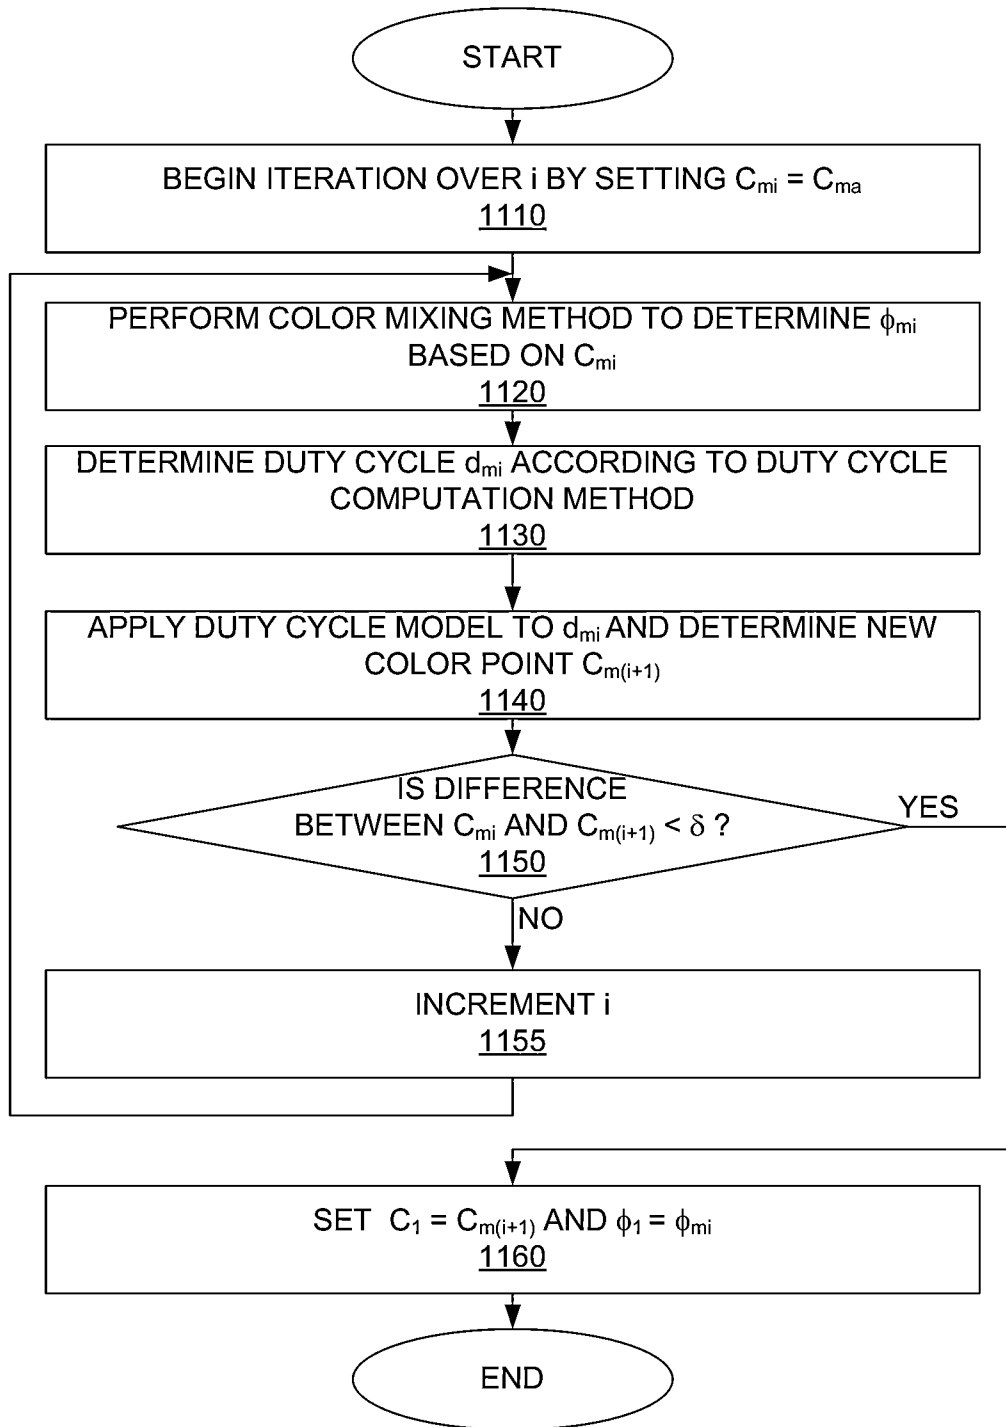 START
BEGIN ITERATION OVER i BY SETTING Cmi = Cma
1110
PERFORM COLOR MIXING METHOD TO DETERMINE ϕmi
BASED ON Cmi
1120
DETERMINE DUTY CYCLE dmi ACCORDING TO DUTY CYCLE
COMPUTATION METHOD
1130
APPLY DUTY CYCLE MODEL TO dmi AND DETERMINE NEW
COLOR POINT Cm(i+1)
1140
IS DIFFERENCE
BETWEEN Cmi AND Cm(i+1) < δ ?
1150
YES
NO
INCREMENT i
1155
SET C1 = Cm(i+1) AND ϕ1 = ϕmi
1160
END